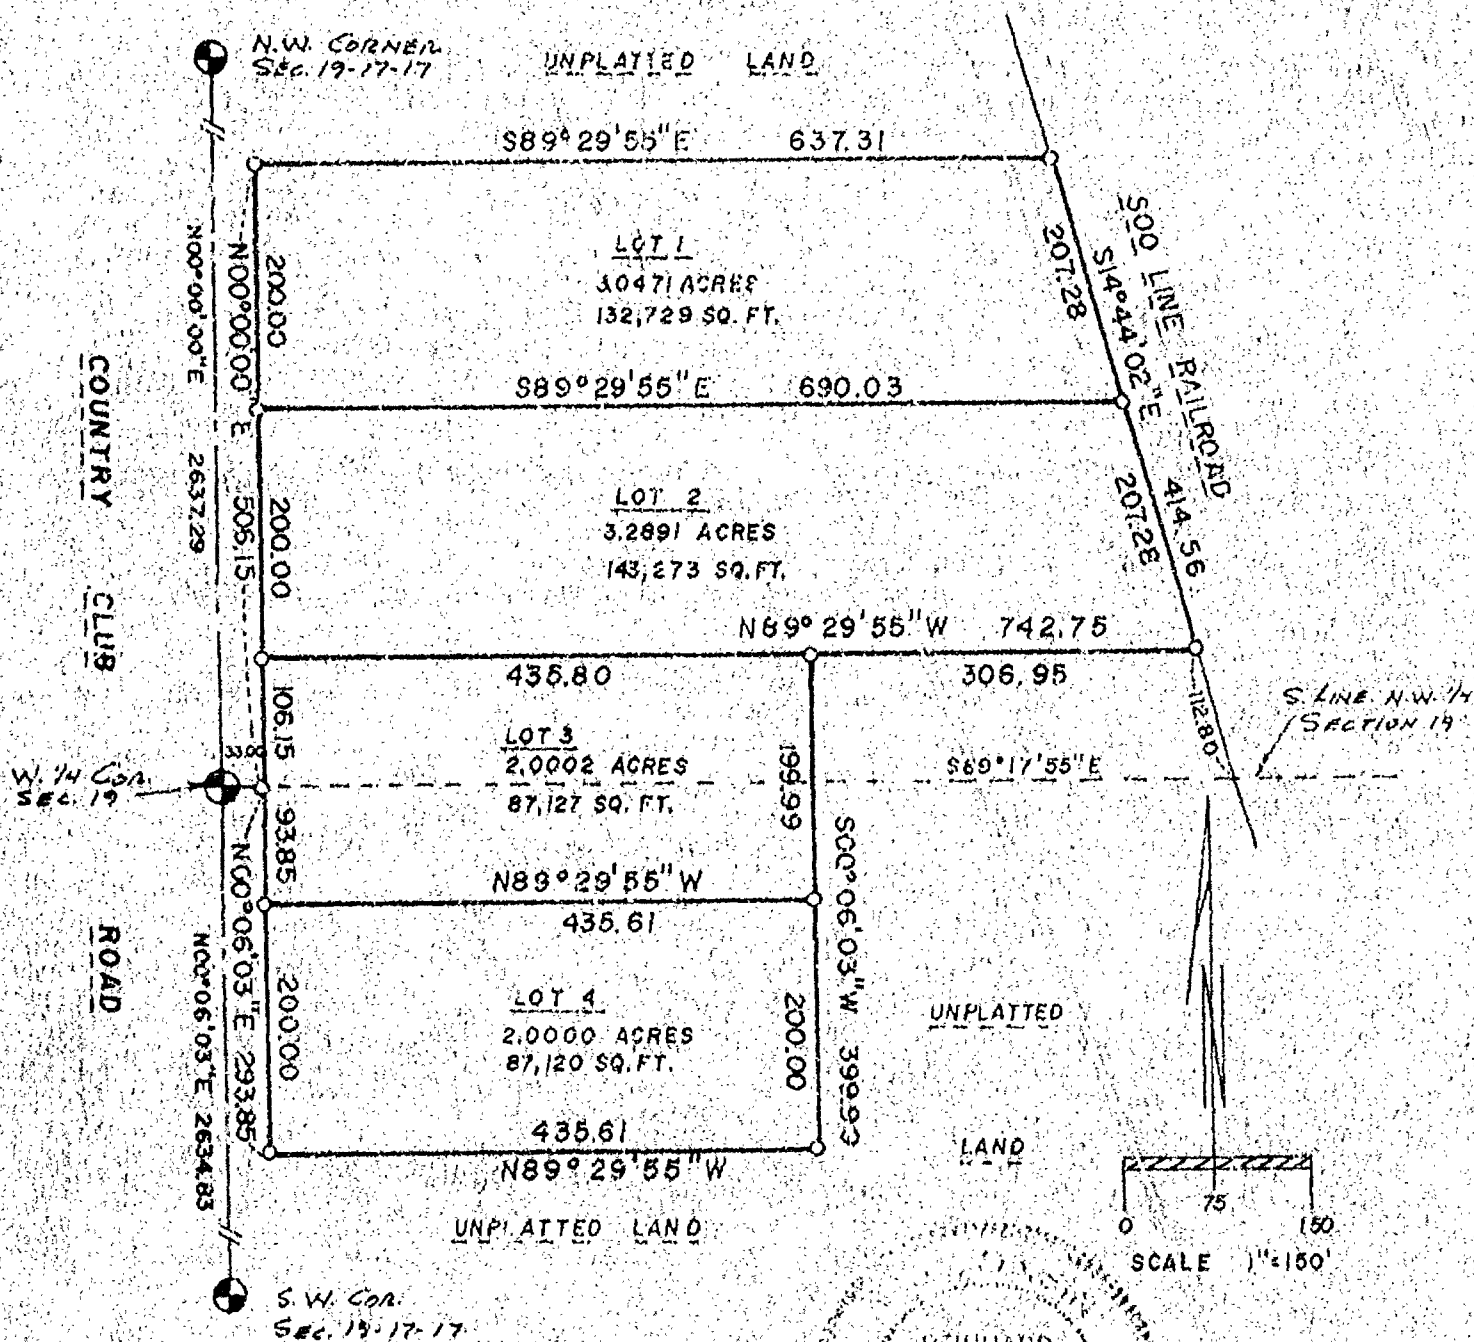 N.W. CORNER
SEC. 19-17-17
UNPLATTED LAND
S89°29'55"E 637.31
SOO LINE RAILROAD
S14°44'02"E 414.56
207.28
LOT 1
3.0471 ACRES
132,729 SQ. FT.
200.00
N00°00'00"E 506.15
N00°00'00"E 2637.29
COUNTRY CLUB ROAD
S89°29'55"E 690.03
LOT 2
3.2891 ACRES
143,273 SQ. FT.
200.00
207.28
N89°29'55"W 742.75
435.80
306.95
106.15
LOT 3
2.0002 ACRES
87,127 SQ. FT.
33.00
199.99
112.80
S. LINE N.W. 1/4
SECTION 19
S89°17'55"E
W. 1/4 COR.
SEC. 19
93.85
N89°29'55"W
435.61
N00°06'03"E 293.85
N00°06'03"E 2634.83
S00°06'03"W 399.93
LOT 4
2.0000 ACRES
87,120 SQ. FT.
200.00
200.00
UNPLATTED
LAND
435.61
N89°29'55"W
UNPLATTED LAND
75
0 150
SCALE 1"=150'
S.W. COR.
SEC. 19-17-17